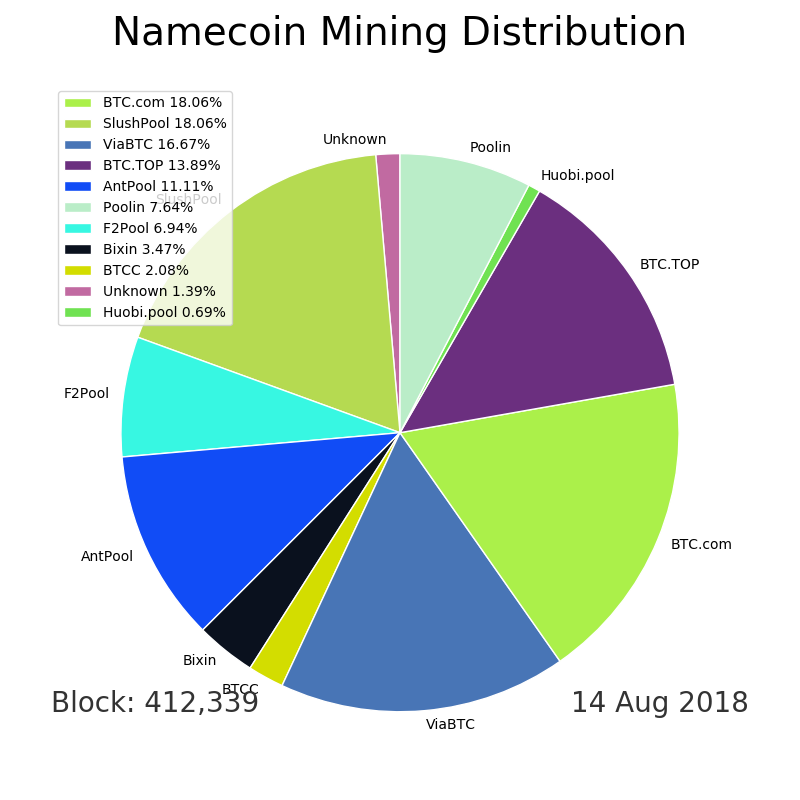 Namecoin Mining Distribution
BTC.com 18.06%
SlushPool 18.06%
ViaBTC 16.67%
BTC.TOP 13.89%
AntPool 11.11%
Poolin 7.64%
F2Pool 6.94%
Bixin 3.47%
BTCC 2.08%
Unknown 1.39%
Huobi.pool 0.69%
Unknown
Poolin
Huobi.pool
SlushPool
BTC.TOP
F2Pool
BTC.com
AntPool
Bixin
BTCC
ViaBTC
Block: 412,339
14 Aug 2018